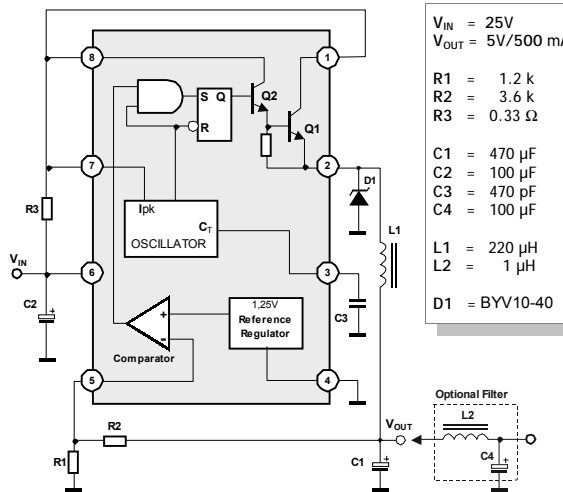 V_IN = 25V
V_OUT = 5V/500 mA
R1 = 1.2 k
R2 = 3.6 k
R3 = 0.33 Ω
C1 = 470 µF
C2 = 100 µF
C3 = 470 pF
C4 = 100 µF
L1 = 220 µH
L2 = 1 µH
D1 = BYV10-40
8
1
S Q
Q2
R
Q1
7
2
D1
Ipk
R3
C_T
OSCILLATOR
L1
V_IN
6
3
C2
+
1,25V
C3
+
Reference
Regulator
-
Comparator
5
4
Optional Filter
R2
V_OUT
L2
R1
C1
+
C4
+